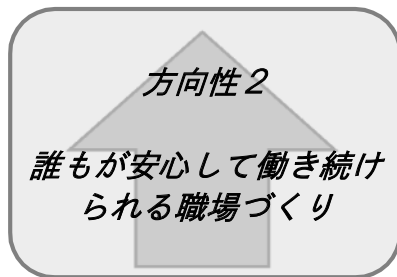 方向性２
誰もが安心して働き続け
られる職場づくり